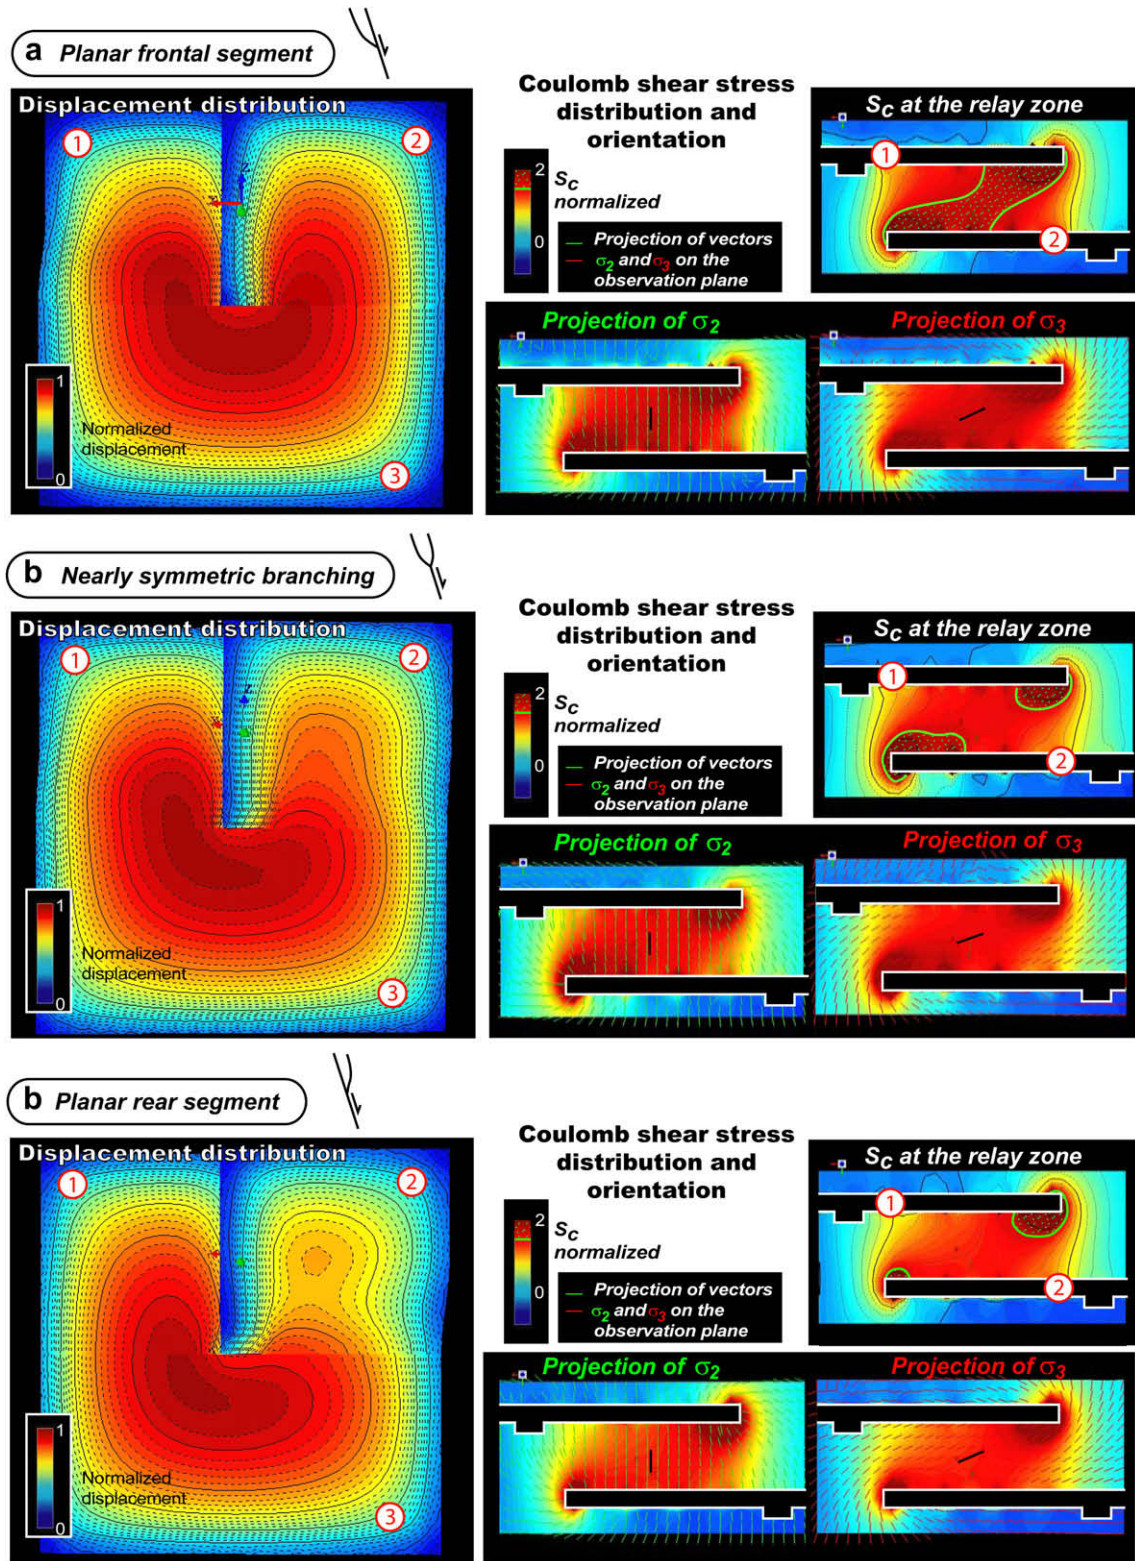 a Planar frontal segment
Displacement distribution
1
2
3
1
Normalized
displacement
0
Coulomb shear stress
distribution and
orientation
2
0
Sc
normalized
Projection of vectors
σ2 and σ3 on the
observation plane
Sc at the relay zone
1
2
Projection of σ2
Projection of σ3
b Nearly symmetric branching
Displacement distribution
1
2
3
1
Normalized
displacement
0
Coulomb shear stress
distribution and
orientation
2
0
Sc
normalized
Projection of vectors
σ2 and σ3 on the
observation plane
Sc at the relay zone
1
2
Projection of σ2
Projection of σ3
b Planar rear segment
Displacement distribution
1
2
3
1
Normalized
displacement
0
Coulomb shear stress
distribution and
orientation
2
0
Sc
normalized
Projection of vectors
σ2 and σ3 on the
observation plane
Sc at the relay zone
1
2
Projection of σ2
Projection of σ3